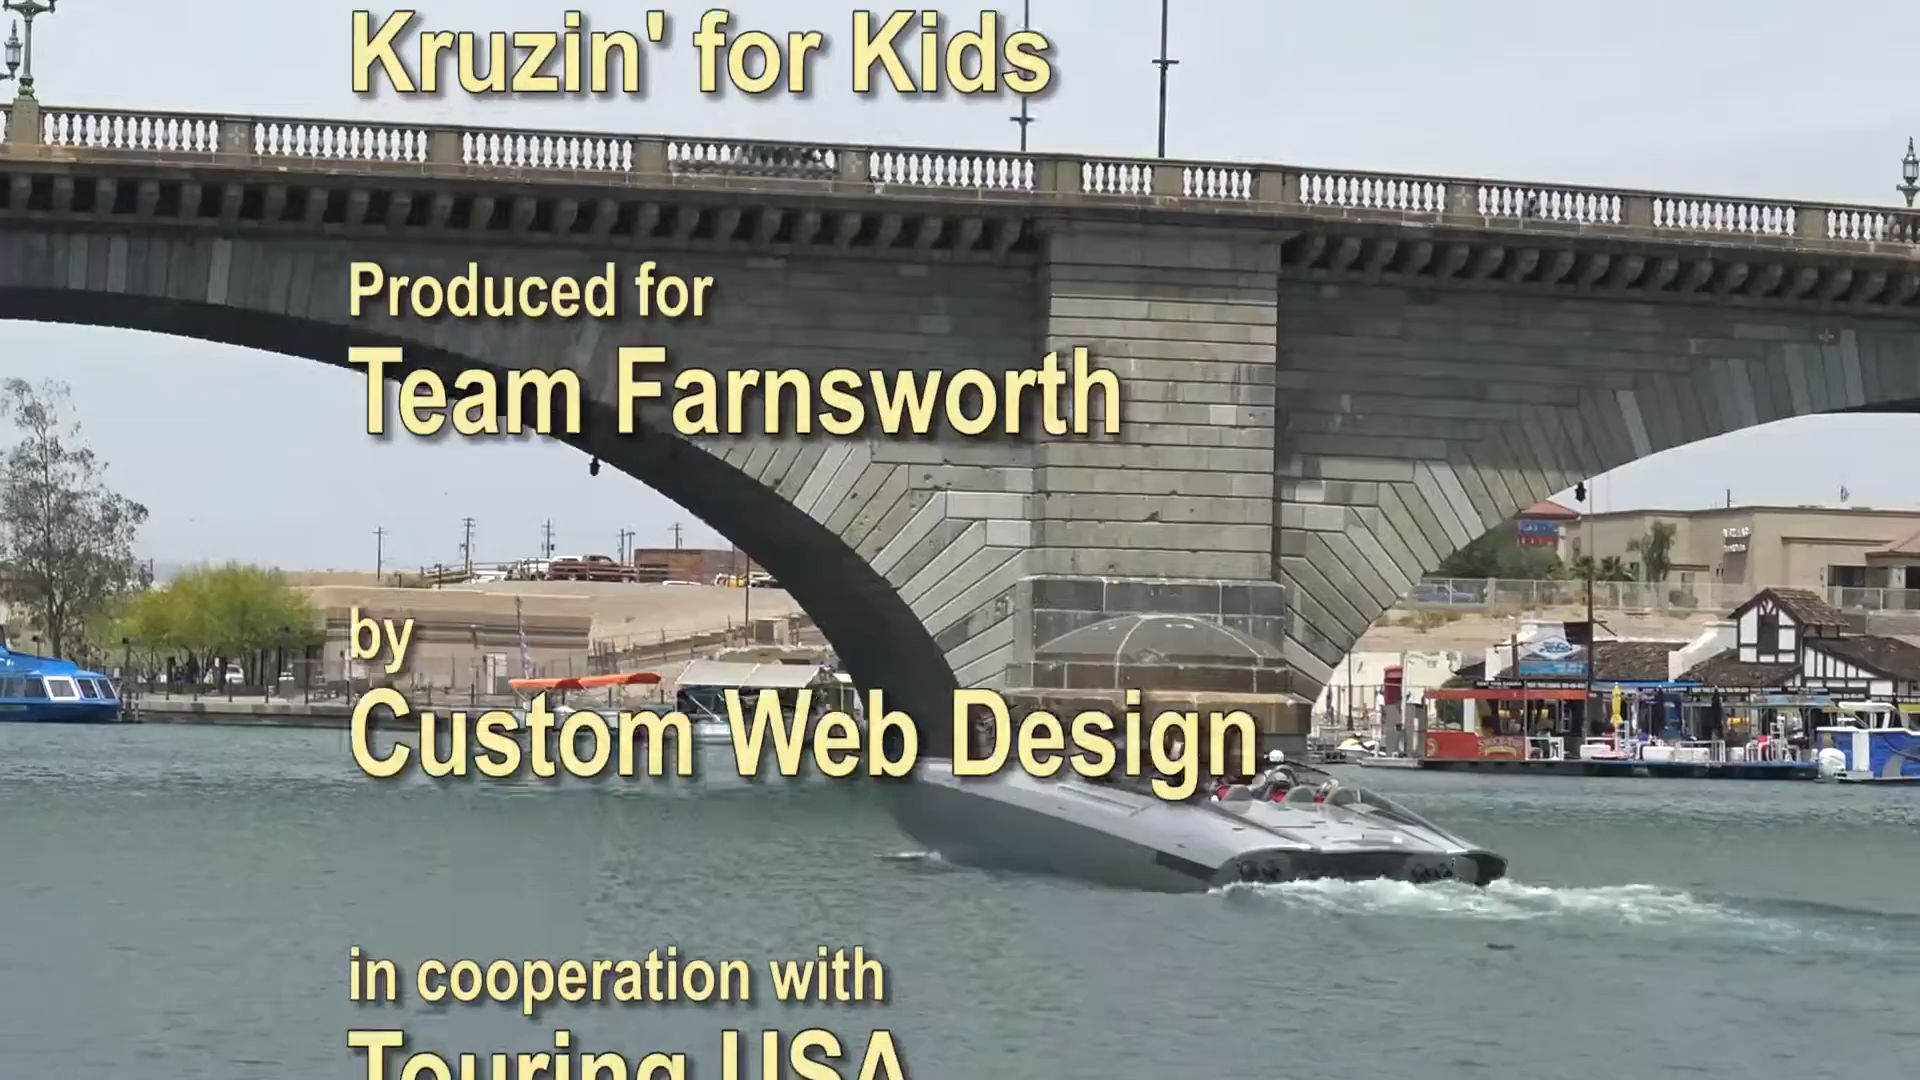 Kruzin' for Kids
Produced for
Team Farnsworth
by
Custom Web Design
in cooperation with
Touring USA